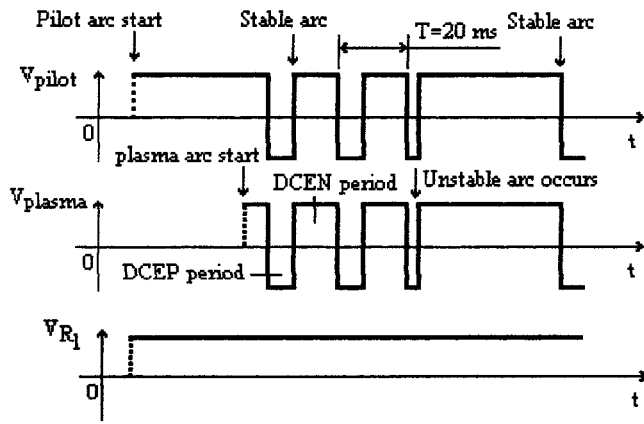 Pilot arc start
Stable arc
T=20 ms
Stable arc
Vpilot
0
t
plasma arc start
DCEN period
Unstable arc occurs
Vplasma
0
DCEP period
t
VR1
0
t